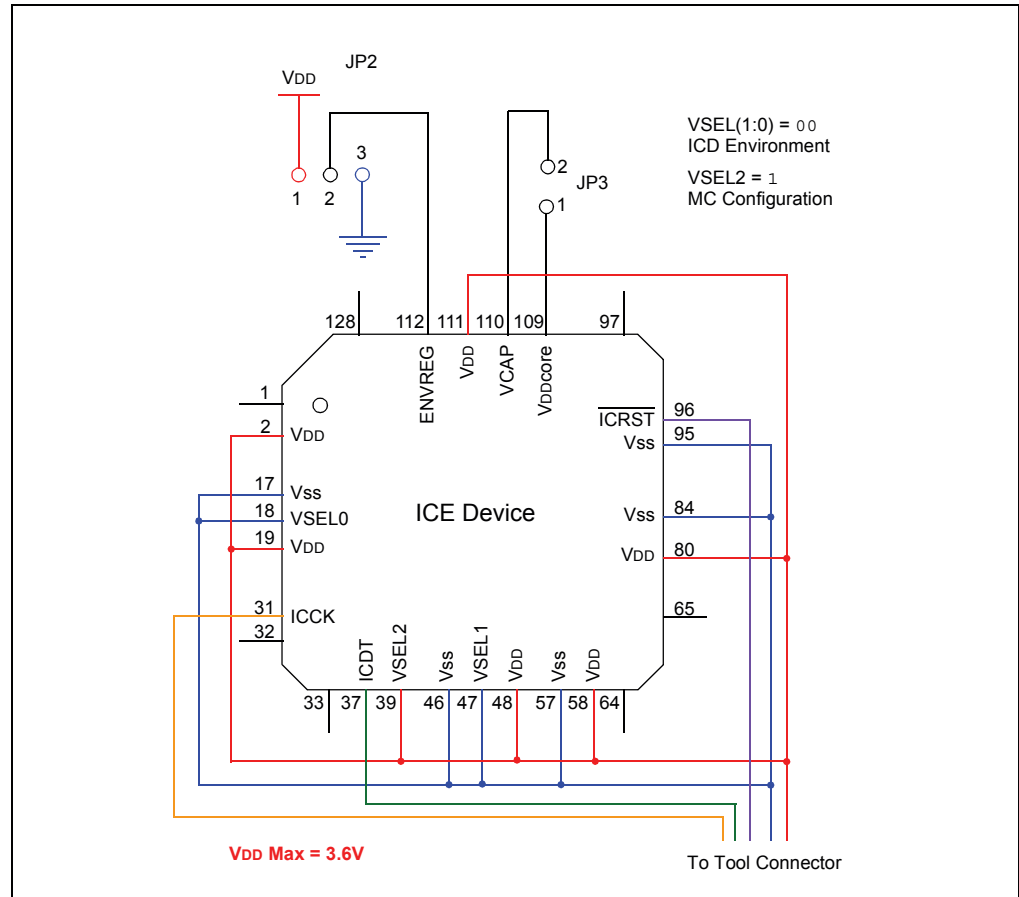 JP2
VDD
1
2
3
2
JP3
1
VSEL(1:0) = 00
ICD Environment
VSEL2 = 1
MC Configuration
128
112
111
110
109
97
ENVREG
VDD
VCAP
VDDcore
1
2
VDD
17
Vss
18
VSEL0
19
VDD
31
ICCK
32
ICE Device
ICRST
96
Vss
95
Vss
84
VDD
80
65
ICDT
VSEL2
Vss
VSEL1
VDD
Vss
VDD
33
37
39
46
47
48
57
58
64
VDD Max = 3.6V
To Tool Connector